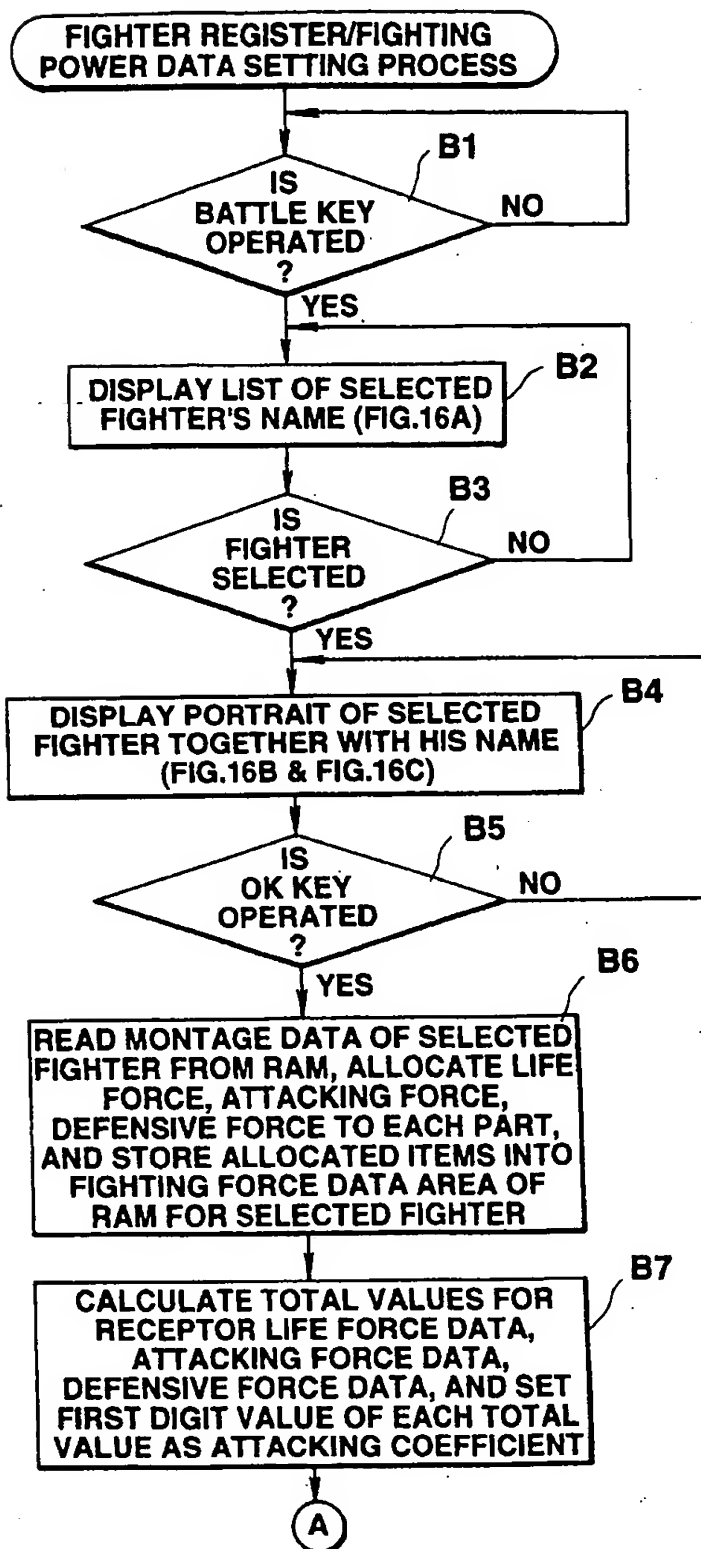 FIGHTER REGISTER/FIGHTING
POWER DATA SETTING PROCESS
B1
IS
BATTLE KEY
OPERATED
?
NO
YES
B2
DISPLAY LIST OF SELECTED
FIGHTER'S NAME (FIG.16A)
B3
IS
FIGHTER
SELECTED
?
NO
YES
B4
DISPLAY PORTRAIT OF SELECTED
FIGHTER TOGETHER WITH HIS NAME
(FIG.16B & FIG.16C)
B5
IS
OK KEY
OPERATED
?
NO
YES
B6
READ MONTAGE DATA OF SELECTED
FIGHTER FROM RAM, ALLOCATE LIFE
FORCE, ATTACKING FORCE,
DEFENSIVE FORCE TO EACH PART,
AND STORE ALLOCATED ITEMS INTO
FIGHTING FORCE DATA AREA OF
RAM FOR SELECTED FIGHTER
B7
CALCULATE TOTAL VALUES FOR
RECEPTOR LIFE FORCE DATA,
ATTACKING FORCE DATA,
DEFENSIVE FORCE DATA, AND SET
FIRST DIGIT VALUE OF EACH TOTAL
VALUE AS ATTACKING COEFFICIENT
A